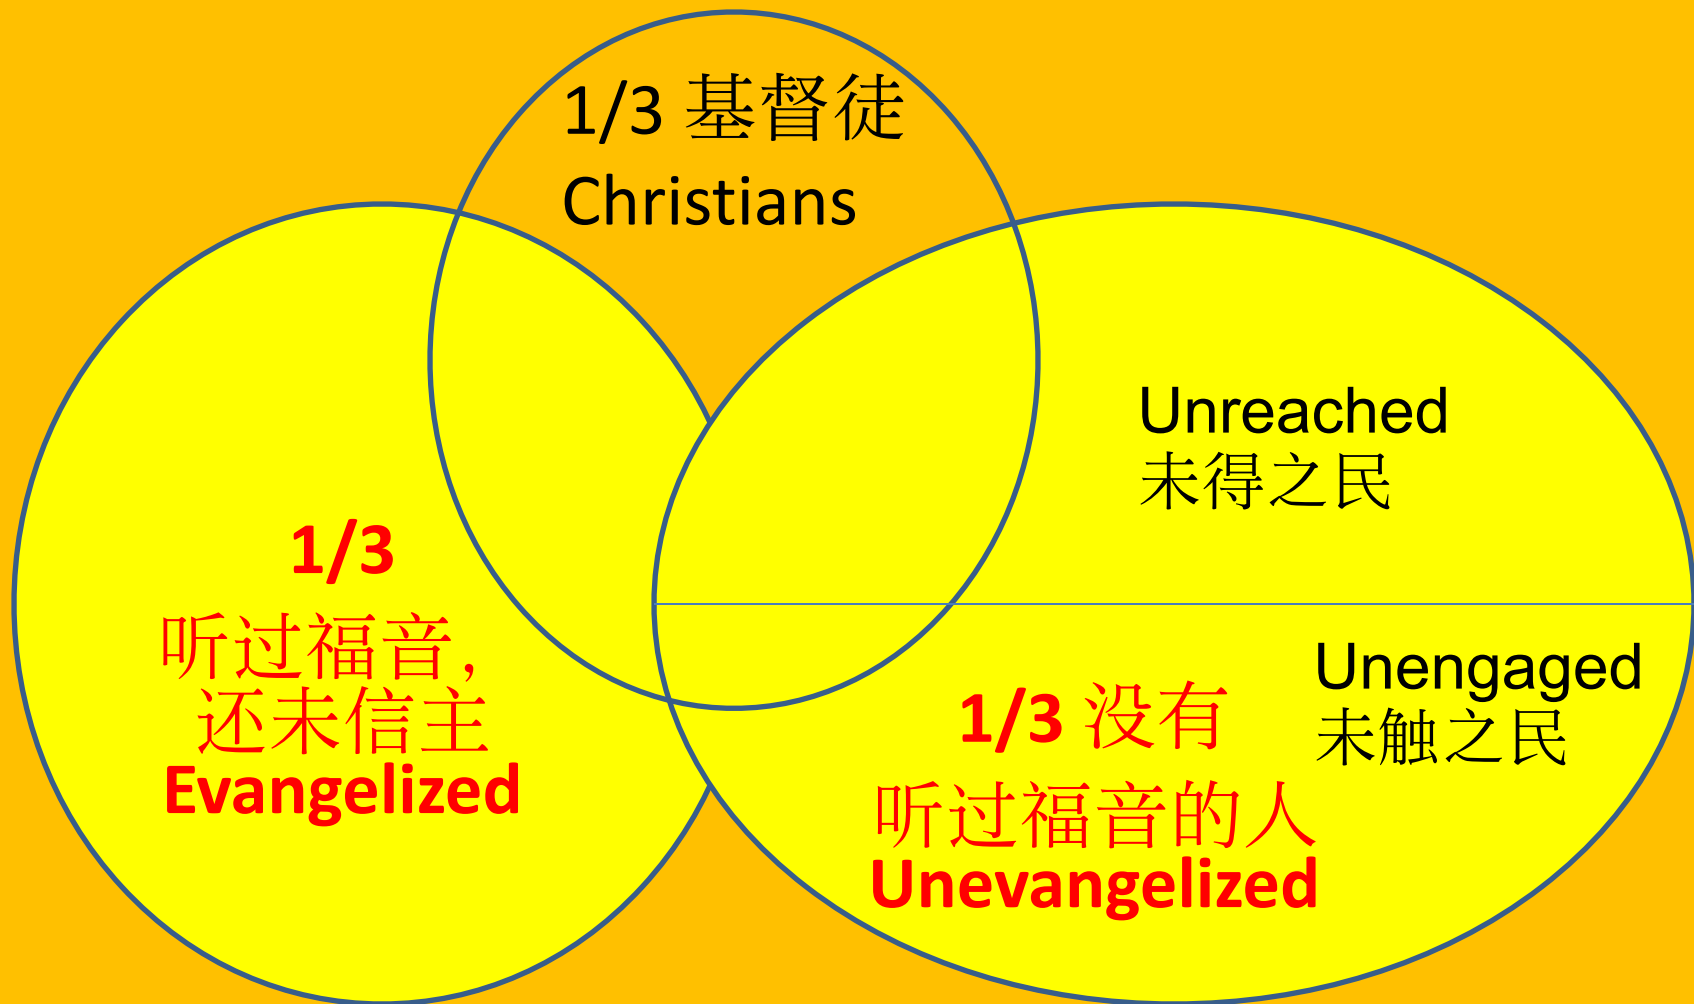 1/3 基督徒
Christians
Unreached
未得之民
1/3
听过福音，
还未信主
Evangelized
Unengaged
未触之民
1/3 没有
听过福音的人
Unevangelized